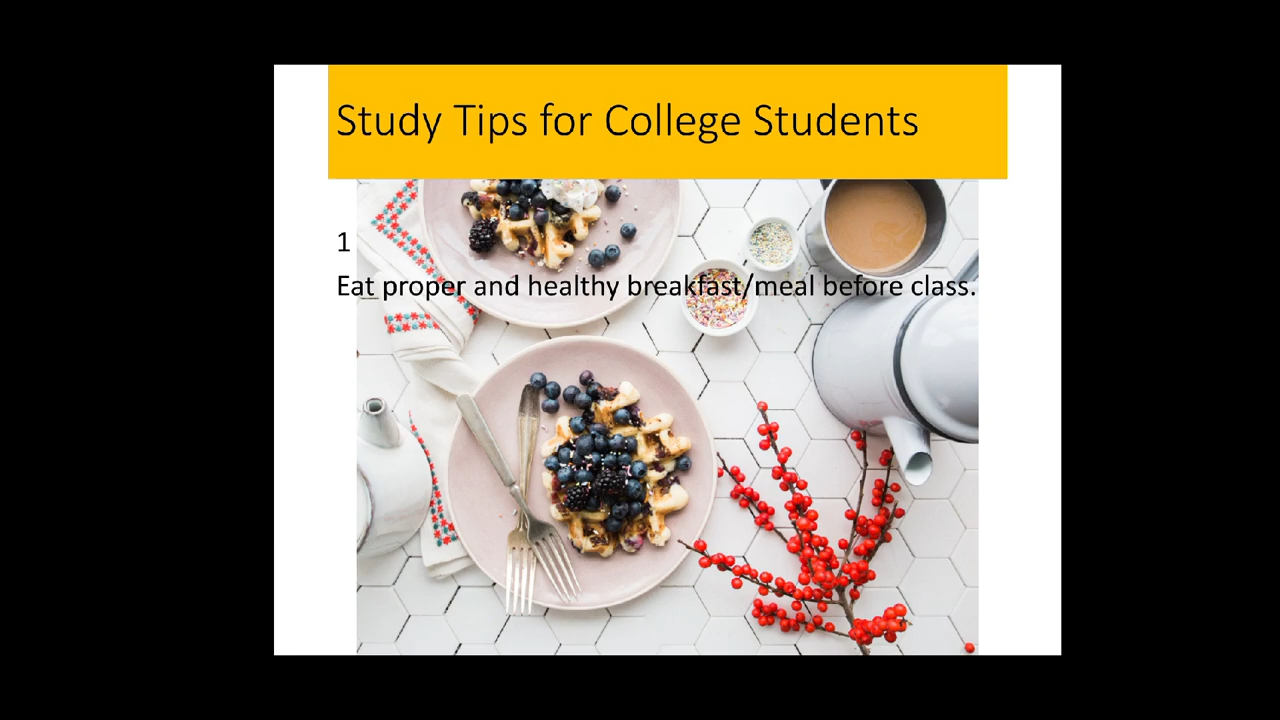 Study Tips for College Students
1
Eat proper and healthy breakfast/meal before class.